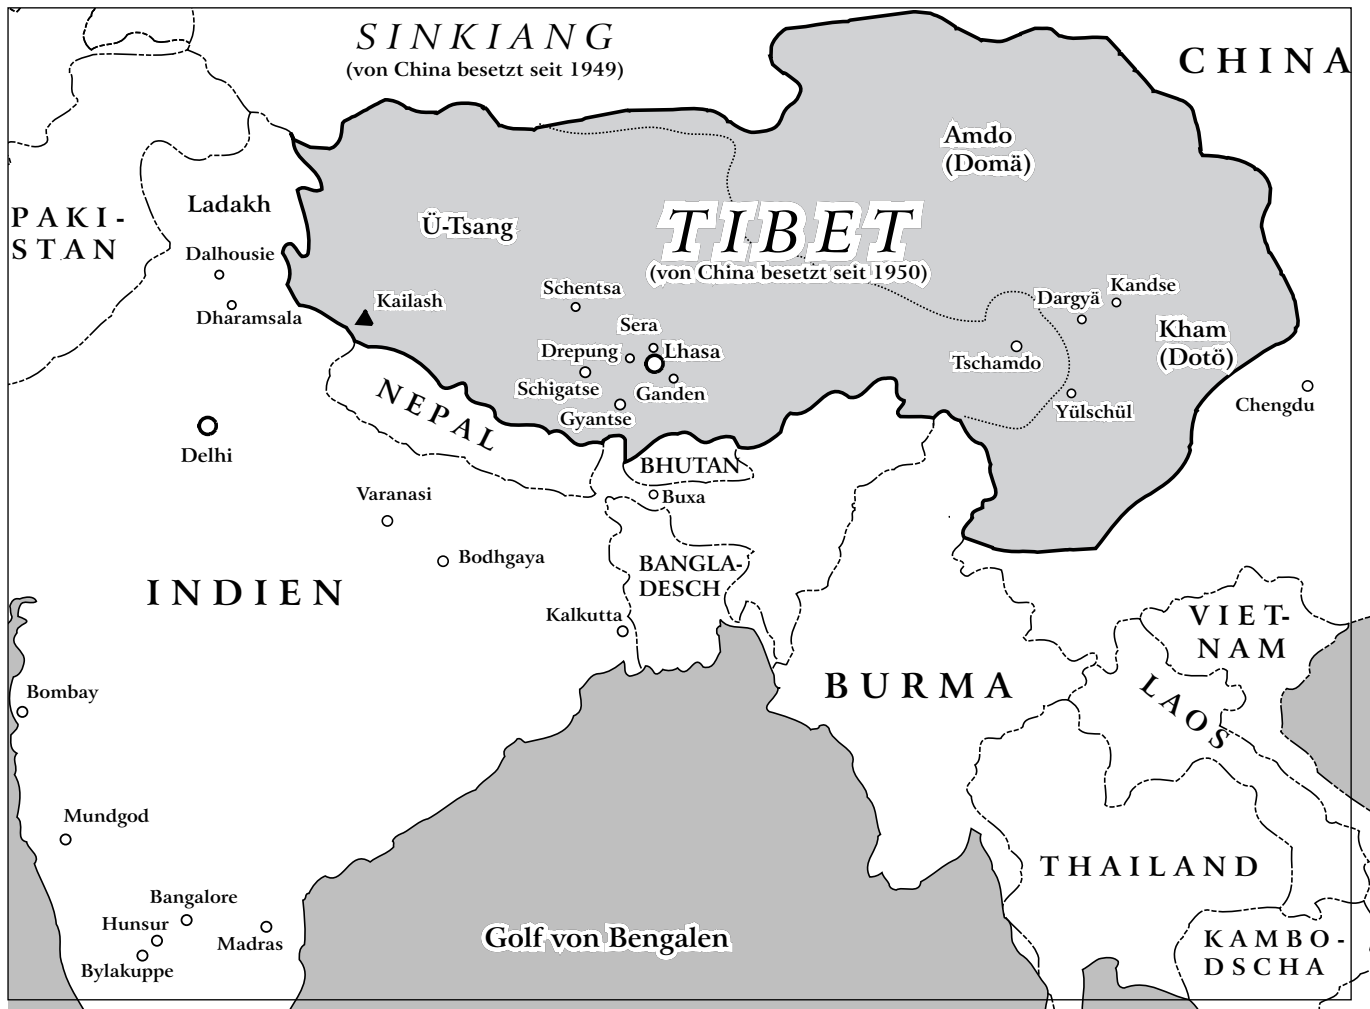 SINKIANG
(von China besetzt seit 1949)
CHINA
Amdo
(Domä)
Ladakh
PAKI-
STAN
Ü-Tsang
TIBET
(von China besetzt seit 1950)
Dalhousie
Dharamsala
Kailash
Schentsa
Kandse
Dargyä
Sera
Kham
(Dotö)
Drepung
Lhasa
Tschamdo
Schigatse
Ganden
Gyantse
Yülschül
Chengdu
NEPAL
Delhi
BHUTAN
Varanasi
Buxa
Bodhgaya
BANGLA-
DESCH
INDIEN
Kalkutta
VIET-
NAM
BURMA
LAOS
Bombay
Mundgod
THAILAND
Bangalore
Hunsur
Madras
Bylakuppe
Golf von Bengalen
KAMBO-
DSCHA